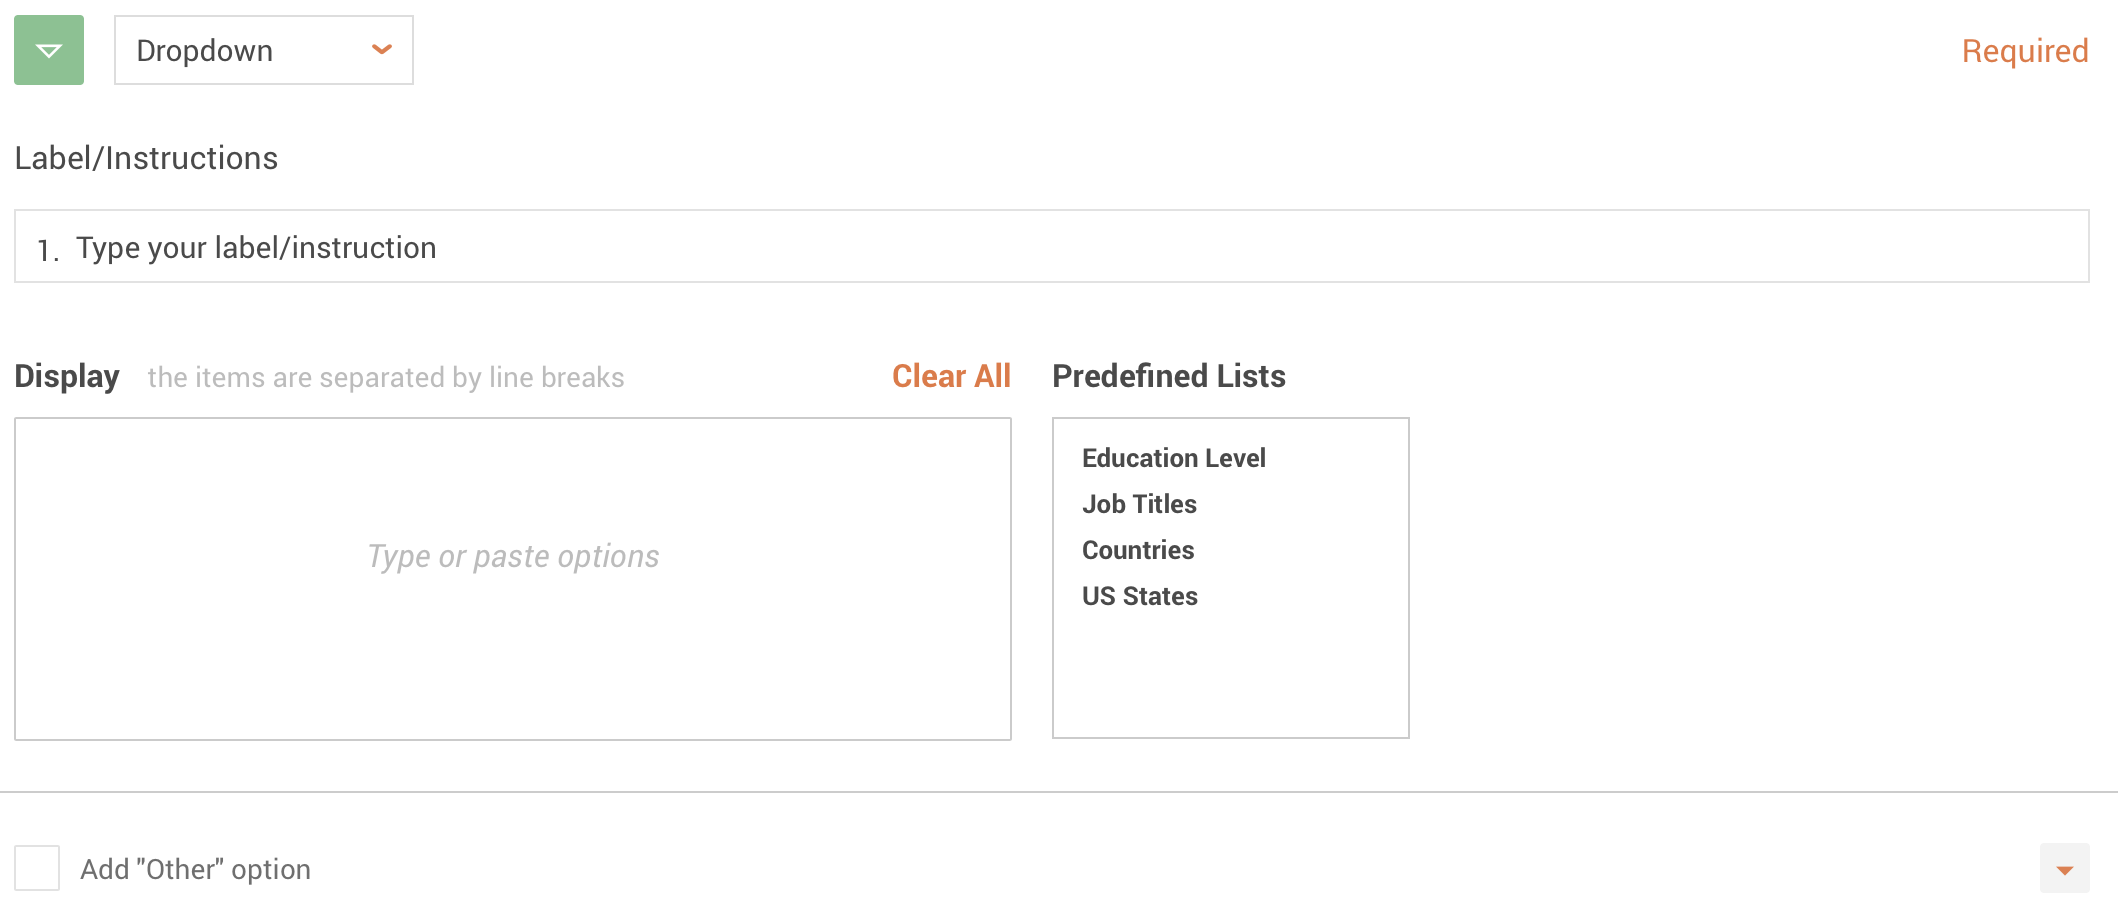 Dropdown
Required
Label/Instructions
1. Type your label/instruction
Display the items are separated by line breaks Clear All
Predefined Lists
Type or paste options
Education Level
Job Titles
Countries
US States
Add "Other" option